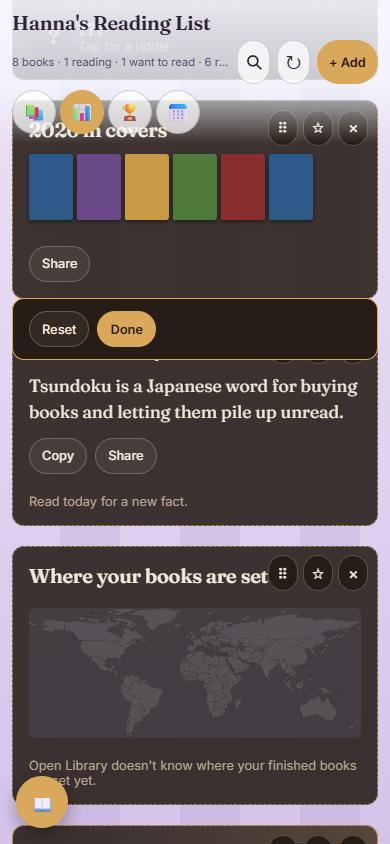 Hanna's Reading List
Tap for a riddle
8 books · 1 reading · 1 want to read · 6 r...
+ Add
2026 in covers
Share
Reset
Done
Tsundoku is a Japanese word for buying
books and letting them pile up unread.
Copy
Share
Read today for a new fact.
Where your books are set
Open Library doesn't know where your finished books
set yet.